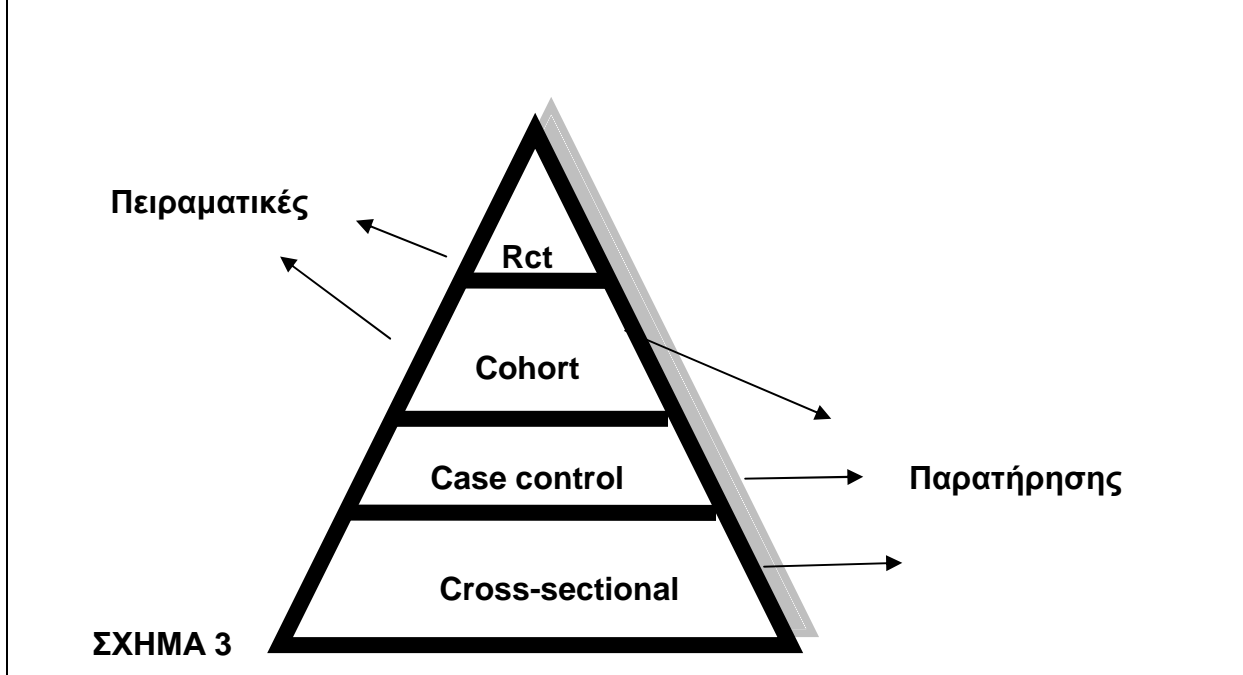 Πειραματικές
Rct
Cohort
Case control
Παρατήρησης
Cross-sectional
ΣΧΗΜΑ 3